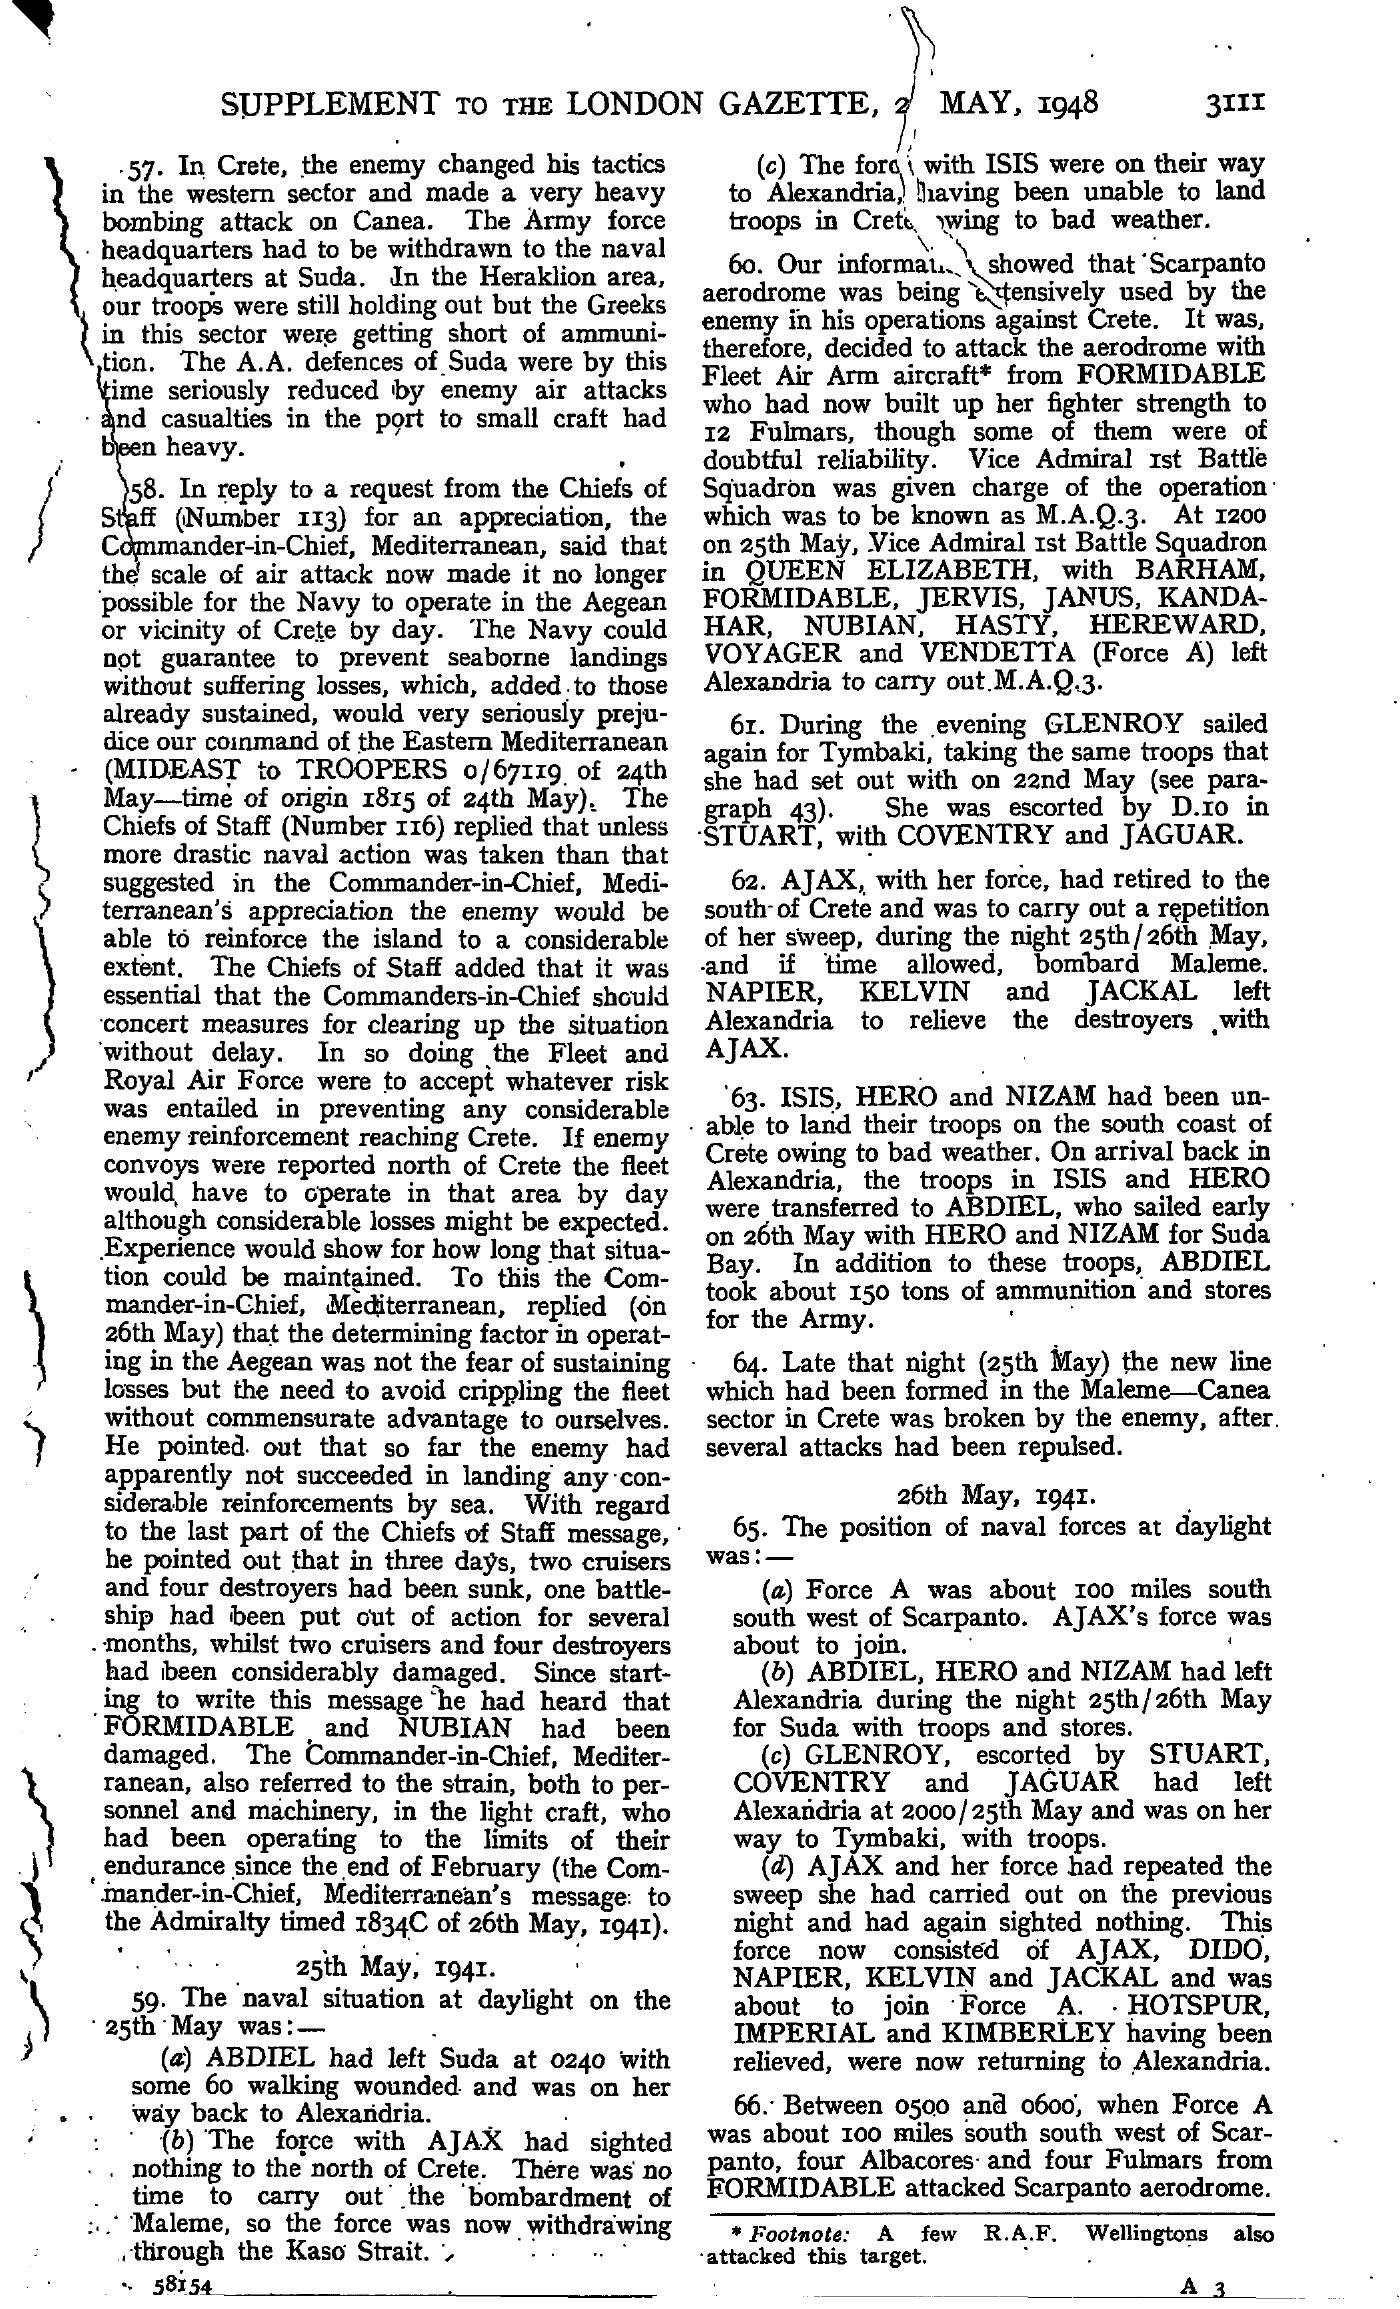 SUPPLEMENT TO THE LONDON GAZETTE, 2 MAY, 1948 3111
57. In Crete, the enemy changed his tactics
in the western sector and made a very heavy
bombing attack on Canea. The Army force
headquarters had to be withdrawn to the naval
headquarters at Suda. In the Heraklion area,
our troops were still holding out but the Greeks
in this sector were getting short of ammuni-
tion. The A.A. defences of Suda were by this
time seriously reduced by enemy air attacks
and casualties in the port to small craft had
been heavy.
58. In reply to a request from the Chiefs of
Staff (Number 113) for an appreciation, the
Commander-in-Chief, Mediterranean, said that
the scale of air attack now made it no longer
possible for the Navy to operate in the Aegean
or vicinity of Crete by day. The Navy could
not guarantee to prevent seaborne landings
without suffering losses, which, added to those
already sustained, would very seriously preju-
dice our command of the Eastern Mediterranean
(MIDEAST to TROOPERS 0/67119 of 24th
May—time of origin 1815 of 24th May). The
Chiefs of Staff (Number 116) replied that unless
more drastic naval action was taken than that
suggested in the Commander-in-Chief, Medi-
terranean's appreciation the enemy would be
able to reinforce the island to a considerable
extent. The Chiefs of Staff added that it was
essential that the Commanders-in-Chief should
concert measures for clearing up the situation
without delay. In so doing the Fleet and
Royal Air Force were to accept whatever risk
was entailed in preventing any considerable
enemy reinforcement reaching Crete. If enemy
convoys were reported north of Crete the fleet
would have to operate in that area by day
although considerable losses might be expected.
Experience would show for how long that situa-
tion could be maintained. To this the Com-
mander-in-Chief, Mediterranean, replied (on
26th May) that the determining factor in operat-
ing in the Aegean was not the fear of sustaining
losses but the need to avoid crippling the fleet
without commensurate advantage to ourselves.
He pointed out that so far the enemy had
apparently not succeeded in landing any con-
siderable reinforcements by sea. With regard
to the last part of the Chiefs of Staff message,
he pointed out that in three days, two cruisers
and four destroyers had been sunk, one battle-
ship had been put out of action for several
months, whilst two cruisers and four destroyers
had been considerably damaged. Since start-
ing to write this message he had heard that
FORMIDABLE and NUBIAN had been
damaged. The Commander-in-Chief, Mediter-
ranean, also referred to the strain, both to per-
sonnel and machinery, in the light craft, who
had been operating to the limits of their
endurance since the end of February (the Com-
mander-in-Chief, Mediterranean's message to
the Admiralty timed 1834C of 26th May, 1941).
25th May, 1941.
59. The naval situation at daylight on the
25th May was:—
(a) ABDIEL had left Suda at 0240 with
some 60 walking wounded and was on her
way back to Alexandria.
(b) The force with AJAX had sighted
nothing to the north of Crete. There was no
time to carry out the bombardment of
Maleme, so the force was now withdrawing
through the Kaso Strait.
58154
(c) The force with ISIS were on their way
to Alexandria, having been unable to land
troops in Crete owing to bad weather.
60. Our information showed that Scarpanto
aerodrome was being extensively used by the
enemy in his operations against Crete. It was,
therefore, decided to attack the aerodrome with
Fleet Air Arm aircraft* from FORMIDABLE
who had now built up her fighter strength to
12 Fulmars, though some of them were of
doubtful reliability. Vice Admiral 1st Battle
Squadron was given charge of the operation
which was to be known as M.A.Q.3. At 1200
on 25th May, Vice Admiral 1st Battle Squadron
in QUEEN ELIZABETH, with BARHAM,
FORMIDABLE, JERVIS, JANUS, KANDA-
HAR, NUBIAN, HASTY, HEREWARD,
VOYAGER and VENDETTA (Force A) left
Alexandria to carry out M.A.Q.3.
61. During the evening GLENROY sailed
again for Tymbaki, taking the same troops that
she had set out with on 22nd May (see para-
graph 43). She was escorted by D.10 in
STUART, with COVENTRY and JAGUAR.
62. AJAX, with her force, had retired to the
south of Crete and was to carry out a repetition
of her sweep, during the night 25th/26th May,
and if time allowed, bombard Maleme.
NAPIER, KELVIN and JACKAL left
Alexandria to relieve the destroyers with
AJAX.
63. ISIS, HERO and NIZAM had been un-
able to land their troops on the south coast of
Crete owing to bad weather. On arrival back in
Alexandria, the troops in ISIS and HERO
were transferred to ABDIEL, who sailed early
on 26th May with HERO and NIZAM for Suda
Bay. In addition to these troops, ABDIEL
took about 150 tons of ammunition and stores
for the Army.
64. Late that night (25th May) the new line
which had been formed in the Maleme—Canea
sector in Crete was broken by the enemy, after
several attacks had been repulsed.
26th May, 1941.
65. The position of naval forces at daylight
was:—
(a) Force A was about 100 miles south
south west of Scarpanto. AJAX's force was
about to join.
(b) ABDIEL, HERO and NIZAM had left
Alexandria during the night 25th/26th May
for Suda with troops and stores.
(c) GLENROY, escorted by STUART,
COVENTRY and JAGUAR had left
Alexandria at 2000/25th May and was on her
way to Tymbaki, with troops.
(d) AJAX and her force had repeated the
sweep she had carried out on the previous
night and had again sighted nothing. This
force now consisted of AJAX, DIDO,
NAPIER, KELVIN and JACKAL and was
about to join Force A. HOTSPUR,
IMPERIAL and KIMBERLEY having been
relieved, were now returning to Alexandria.
66. Between 0500 and 0600, when Force A
was about 100 miles south south west of Scar-
panto, four Albacores and four Fulmars from
FORMIDABLE attacked Scarpanto aerodrome.
* Footnote: A few R.A.F. Wellingtons also
attacked this target.
A 3